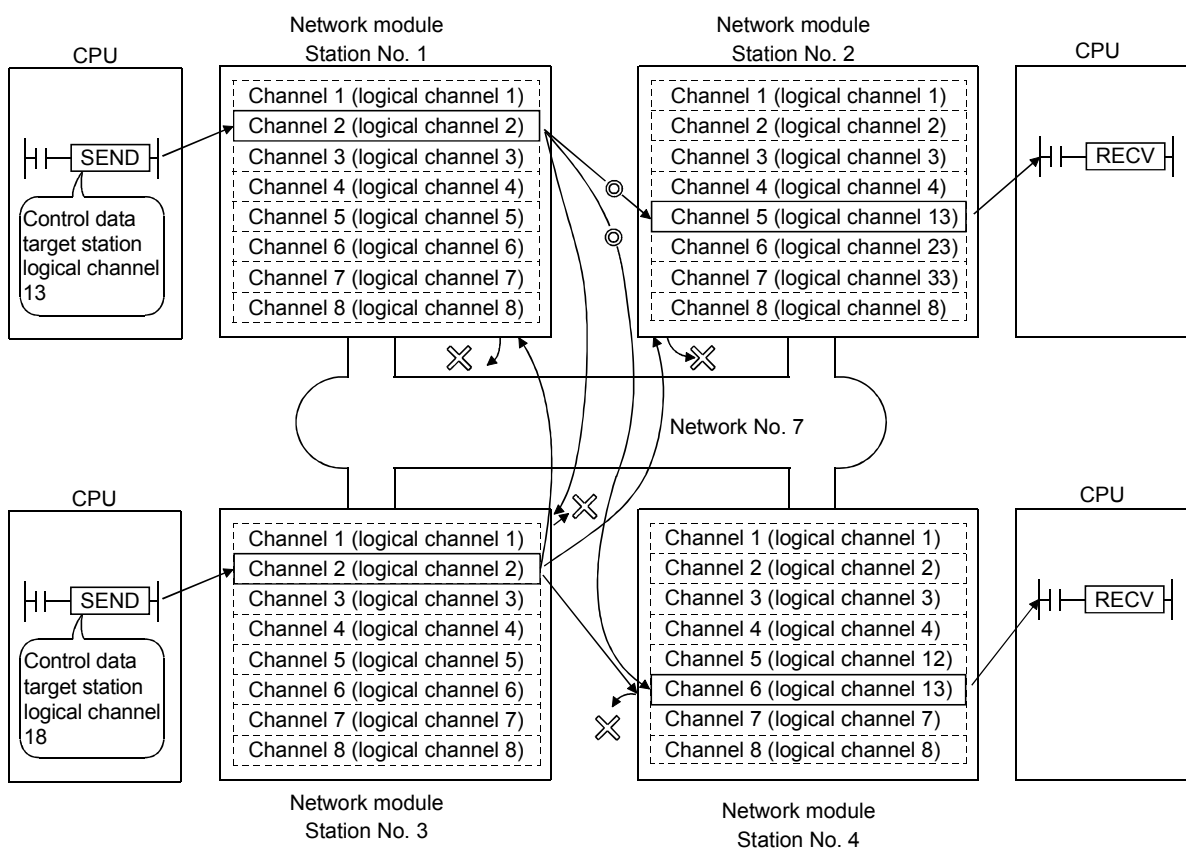 Network module
Station No. 1
Network module
Station No. 2
CPU
CPU
SEND
Control data
target station
logical channel
13
Channel 1 (logical channel 1)
Channel 2 (logical channel 2)
Channel 3 (logical channel 3)
Channel 4 (logical channel 4)
Channel 5 (logical channel 5)
Channel 6 (logical channel 6)
Channel 7 (logical channel 7)
Channel 8 (logical channel 8)
Channel 1 (logical channel 1)
Channel 2 (logical channel 2)
Channel 3 (logical channel 3)
Channel 4 (logical channel 4)
Channel 5 (logical channel 13)
Channel 6 (logical channel 23)
Channel 7 (logical channel 33)
Channel 8 (logical channel 8)
RECV
Network No. 7
CPU
CPU
SEND
Control data
target station
logical channel
18
Channel 1 (logical channel 1)
Channel 2 (logical channel 2)
Channel 3 (logical channel 3)
Channel 4 (logical channel 4)
Channel 5 (logical channel 5)
Channel 6 (logical channel 6)
Channel 7 (logical channel 7)
Channel 8 (logical channel 8)
Channel 1 (logical channel 1)
Channel 2 (logical channel 2)
Channel 3 (logical channel 3)
Channel 4 (logical channel 4)
Channel 5 (logical channel 12)
Channel 6 (logical channel 13)
Channel 7 (logical channel 7)
Channel 8 (logical channel 8)
RECV
Network module
Station No. 3
Network module
Station No. 4